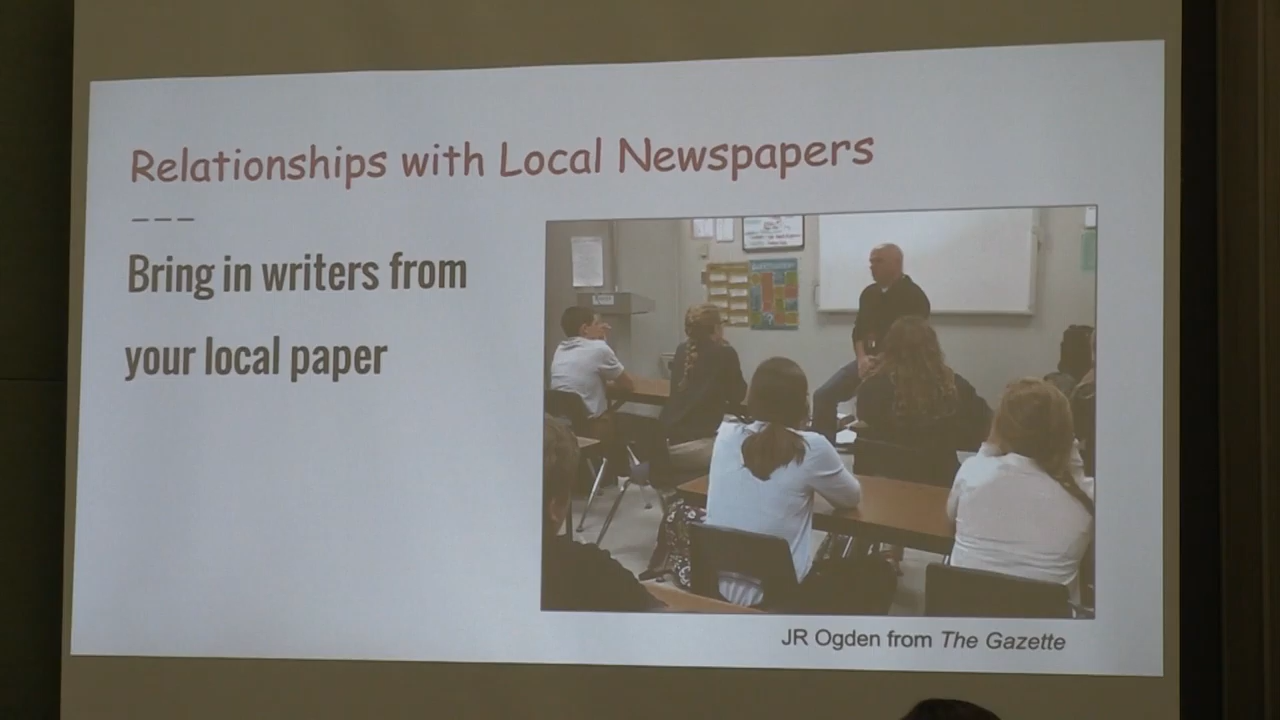 Relationships with Local Newspapers
Bring in writers from
your local paper
JR Ogden from The Gazette